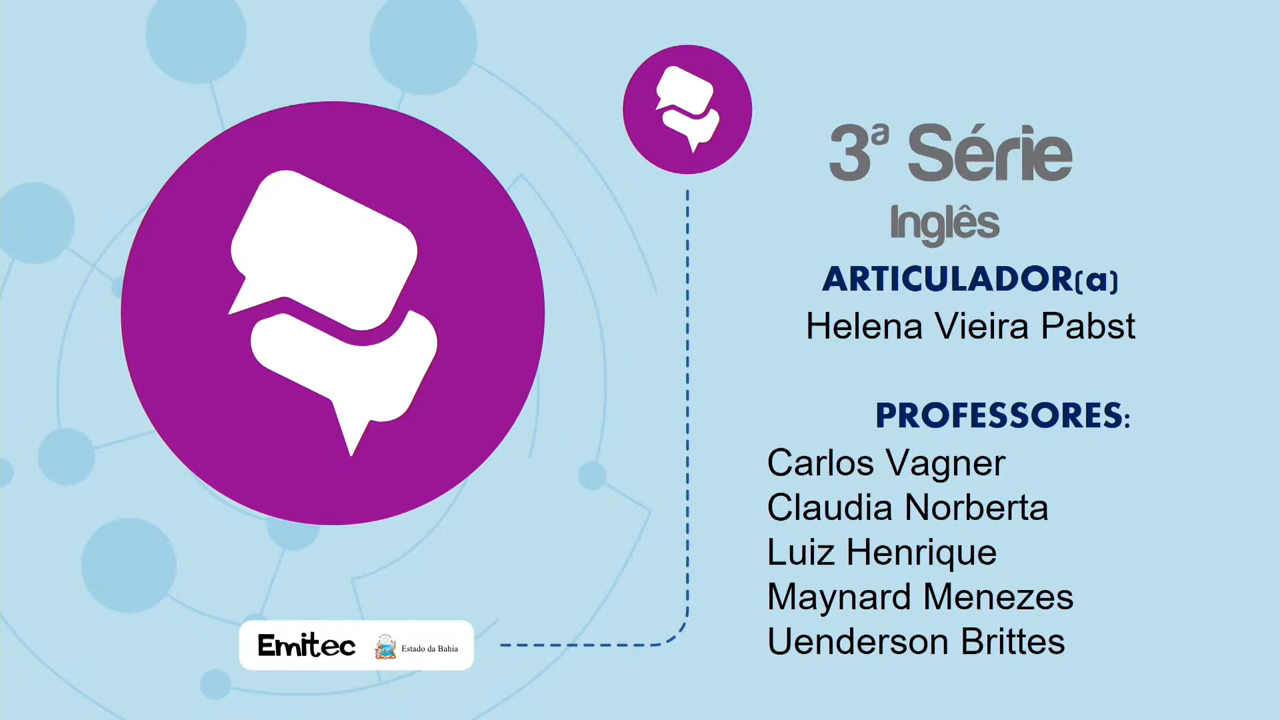 3ª Série
Inglês
ARTICULADOR(a)
Helena Vieira Pabst
PROFESSORES:
Carlos Vagner
Claudia Norberta
Luiz Henrique
Maynard Menezes
Uenderson Brittes
Emitec
Estado da Bahia